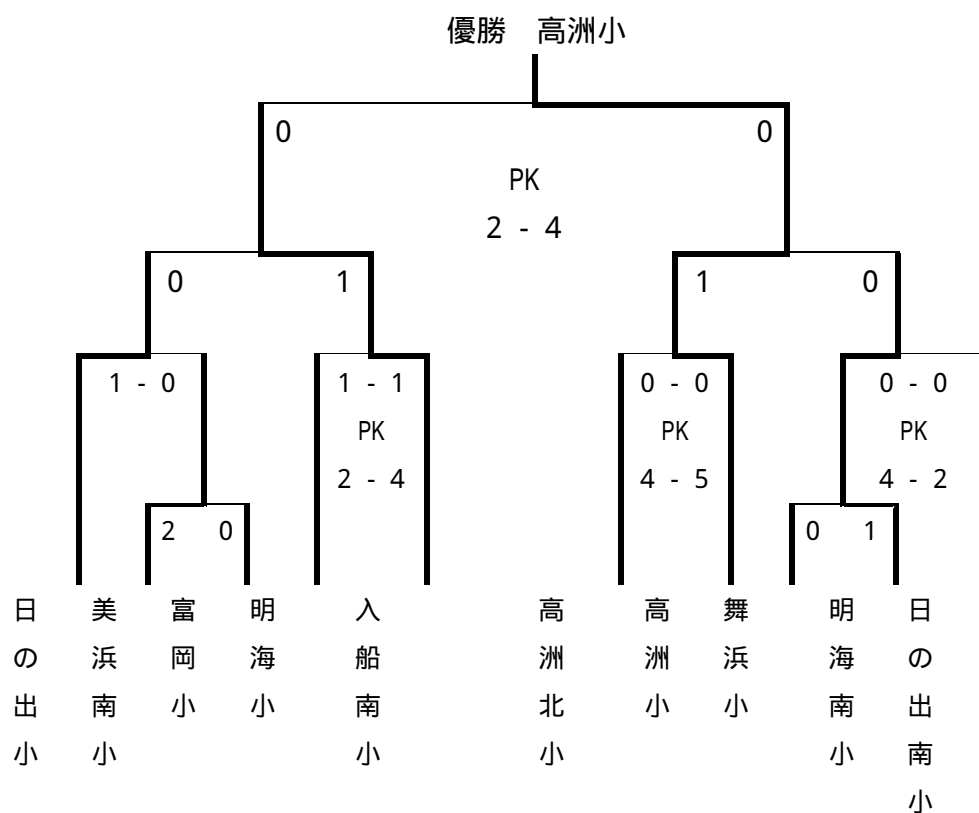 優勝　高洲小
0 0
PK
2 - 4
0 1 1 0
1 - 0 1 - 1 0 - 0 0 - 0
PK PK PK
2 - 4 4 - 5 4 - 2
2 0 0 1
日の出小
美浜南小
富岡小
明海小
入船南小
高洲北小
高洲小
舞浜小
明海南小
日の出南小